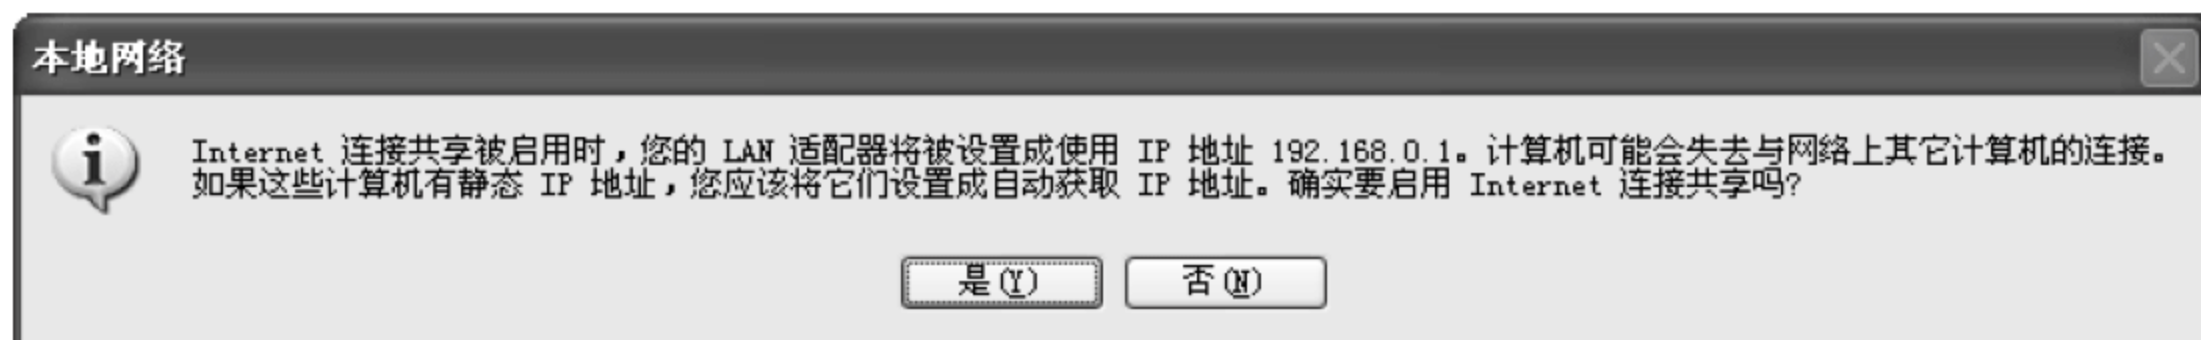 本地网络
Internet 连接共享被启用时，您的 LAN 适配器将被设置成使用 IP 地址 192.168.0.1。计算机可能会失去与网络上其它计算机的连接。
如果这些计算机有静态 IP 地址，您应该将它们设置成自动获取 IP 地址。确实要启用 Internet 连接共享吗?
是(Y)
否(N)